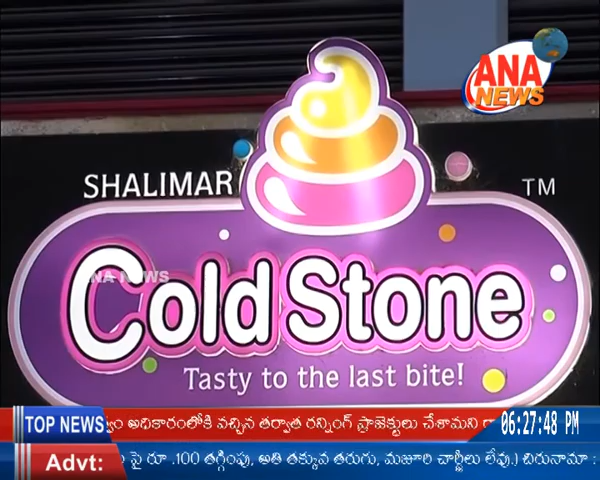 ANA
NEWS
SHALIMAR
TM
ANA NEWS
Cold Stone
Tasty to the last bite!
TOP NEWS
అధికారంలోకి వచ్చిన తర్వాత రన్నింగ్ ప్రాజెక్టులు చేశామని
06:27:48 PM
Advt:
పై రూ .100 తగ్గింపు, అతి తక్కువ తరుగు, మజూరి చార్జీలు లేవు.) చిరునామా :